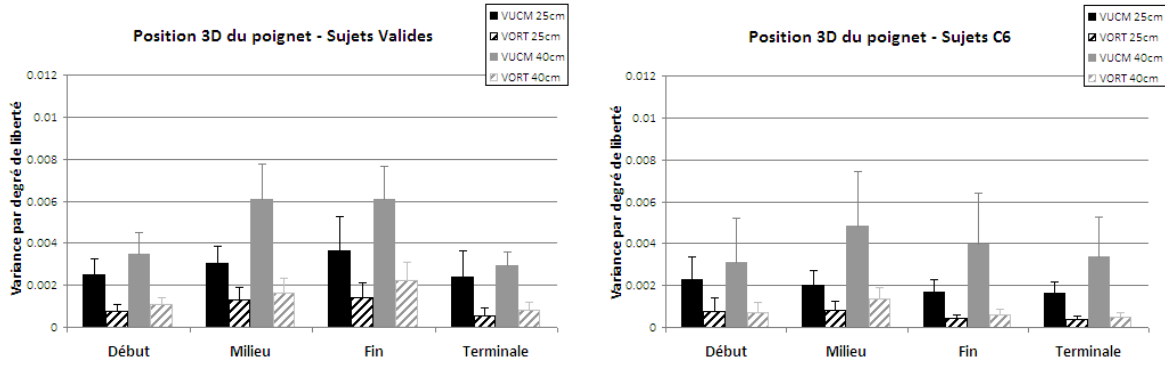 VUCM 25cm
VORT 25cm
VUCM 40cm
VORT 40cm
Position 3D du poignet - Sujets Valides
Variance par degré de liberté
0.012
0.01
0.008
0.006
0.004
0.002
0
Début Milieu Fin Terminale
VUCM 25cm
VORT 25cm
VUCM 40cm
VORT 40cm
Position 3D du poignet - Sujets C6
Variance par degré de liberté
0.012
0.01
0.008
0.006
0.004
0.002
0
Début Milieu Fin Terminale